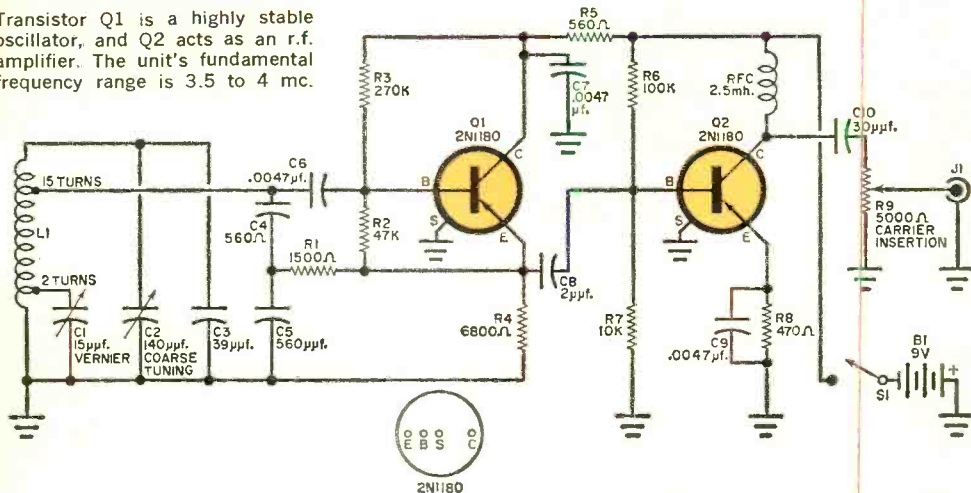 Transistor Q1 is a highly stable
oscillator, and Q2 acts as an r.f.
amplifier. The unit's fundamental
frequency range is 3.5 to 4 mc.
R5
560Ω
R3
270K
C7
.0047
μf.
R6
100K
RFC
2.5mh.
Q1
2N1180
Q2
2N1180
C10
30μμf.
15 TURNS
C6
.0047μf.
B
C
S
E
B
C
S
E
J1
L1
C4
560Ω
R2
47K
R9
5000Ω
CARRIER
INSERTION
R1
1500Ω
2 TURNS
C8
2μμf.
C1
15μμf.
VERNIER
C2
140μμf.
COARSE
TUNING
C3
39μμf.
C5
560μμf.
R4
6800Ω
R7
10K
C9
.0047μf.
R8
470Ω
B1
9V
+
S1
E B S C
2N1180